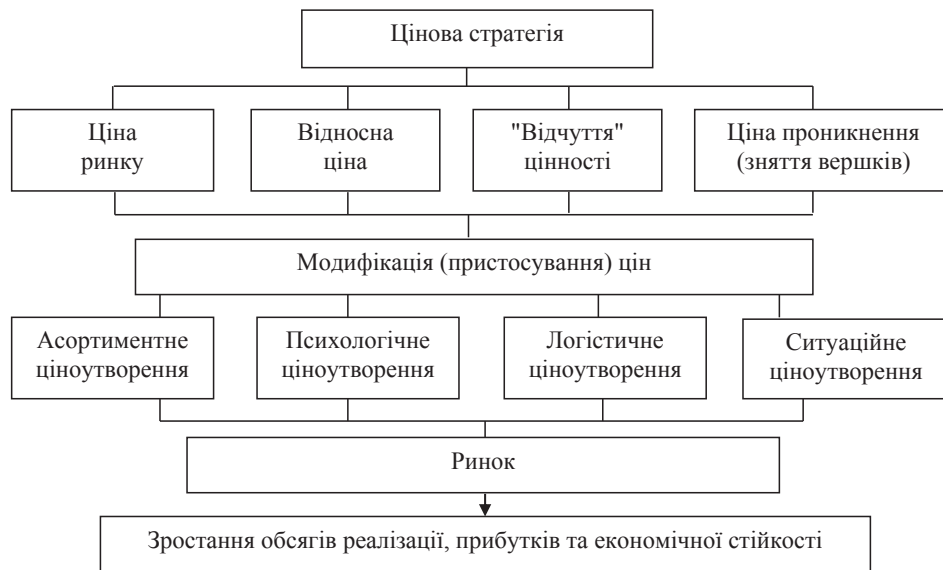 Цінова стратегія
Ціна
ринку
Відносна
ціна
"Відчуття"
цінності
Ціна проникнення
(зняття вершків)
Модифікація (пристосування) цін
Асортиментне
ціноутворення
Психологічне
ціноутворення
Логістичне
ціноутворення
Ситуаційне
ціноутворення
Ринок
Зростання обсягів реалізації, прибутків та економічної стійкості